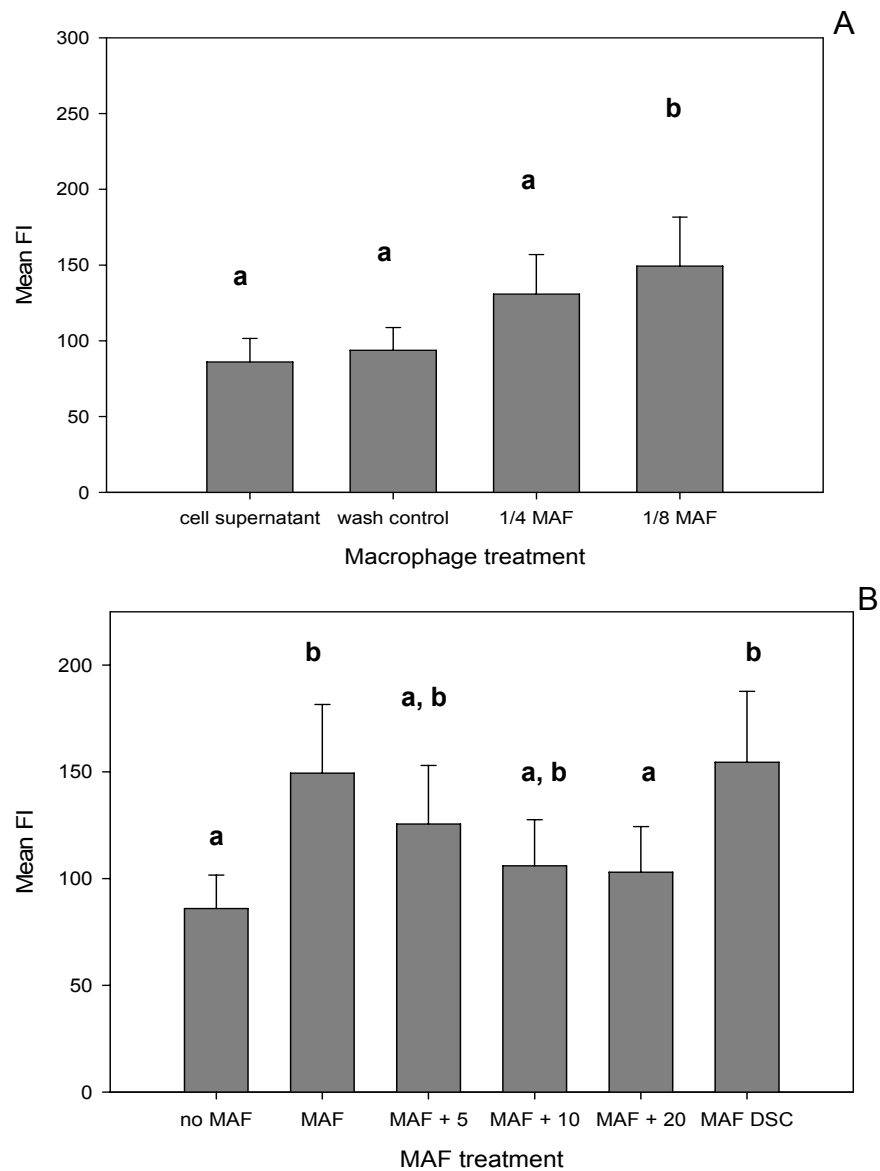 A
300
250
200
150
100
50
0
Mean FI
a
a
a
b
cell supernatant wash control 1/4 MAF 1/8 MAF
Macrophage treatment
B
200
150
100
50
0
Mean FI
a
b
a, b
a, b
a
b
no MAF MAF MAF + 5 MAF + 10 MAF + 20 MAF DSC
MAF treatment